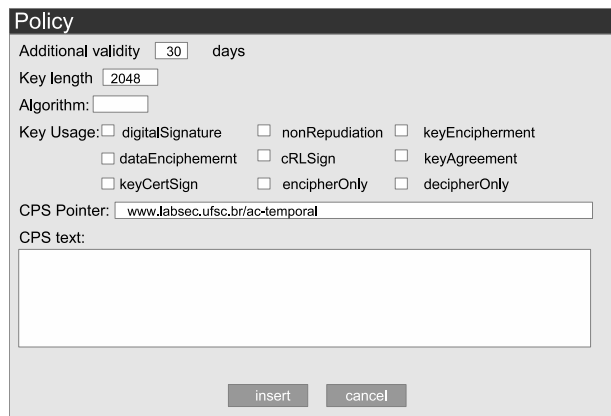 Policy
Additional validity 30 days
Key length 2048
Algorithm:
Key Usage: digitalSignature nonRepudiation keyEncipherment
dataEnciphemernt cRLSign keyAgreement
keyCertSign encipherOnly decipherOnly
CPS Pointer: www.labsec.ufsc.br/ac-temporal
CPS text:
insert cancel